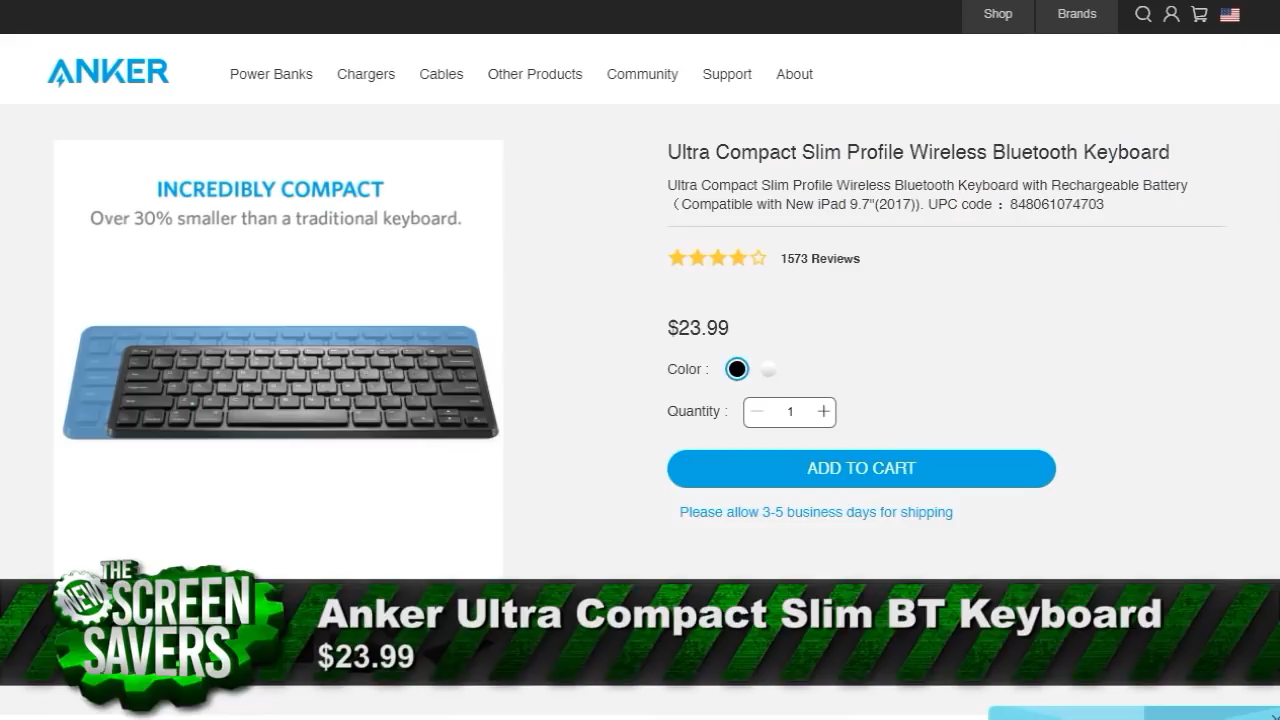 Shop
Brands
ANKER
Power Banks
Chargers
Cables
Other Products
Community
Support
About
INCREDIBLY COMPACT
Over 30% smaller than a traditional keyboard.
Ultra Compact Slim Profile Wireless Bluetooth Keyboard
Ultra Compact Slim Profile Wireless Bluetooth Keyboard with Rechargeable Battery
（Compatible with New iPad 9.7"(2017)). UPC code ：848061074703
1573 Reviews
$23.99
Color :
Quantity :
1
ADD TO CART
Please allow 3-5 business days for shipping
THE
NEW
SCREEN
SAVERS
Anker Ultra Compact Slim BT Keyboard
$23.99